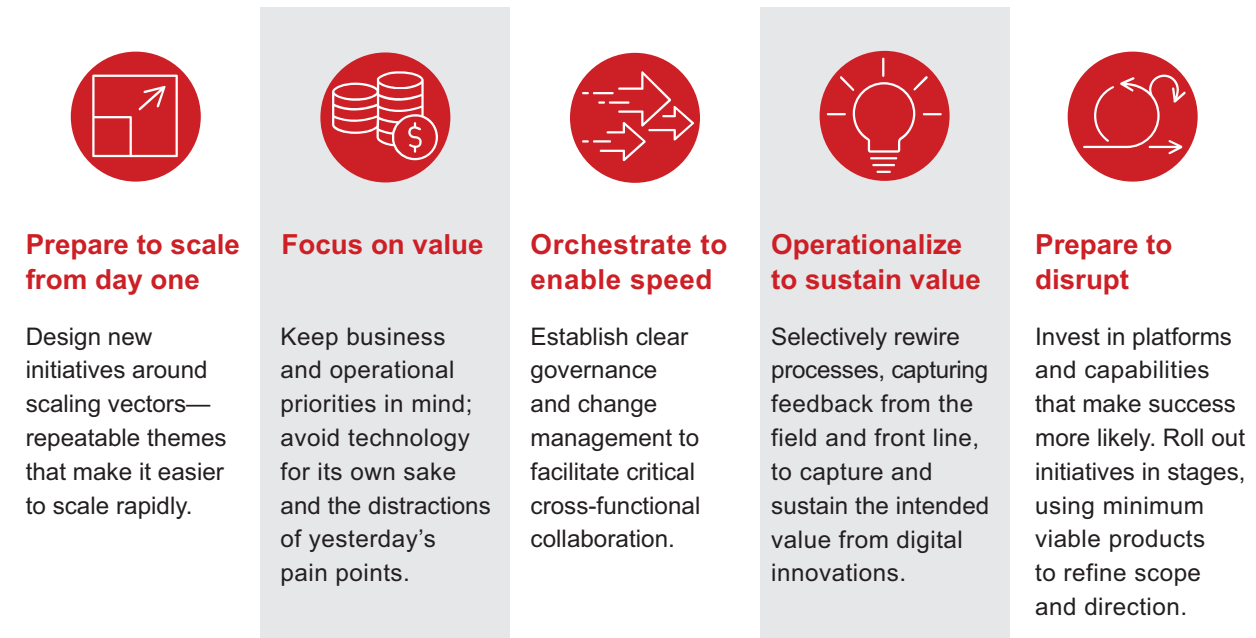 $
Prepare to scale
from day one
Design new
initiatives around
scaling vectors—
repeatable themes
that make it easier
to scale rapidly.
Focus on value
Keep business
and operational
priorities in mind;
avoid technology
for its own sake
and the distractions
of yesterday’s
pain points.
Orchestrate to
enable speed
Establish clear
governance
and change
management to
facilitate critical
cross-functional
collaboration.
Operationalize
to sustain value
Selectively rewire
processes, capturing
feedback from the
field and front line,
to capture and
sustain the intended
value from digital
innovations.
Prepare to
disrupt
Invest in platforms
and capabilities
that make success
more likely. Roll out
initiatives in stages,
using minimum
viable products
to refine scope
and direction.